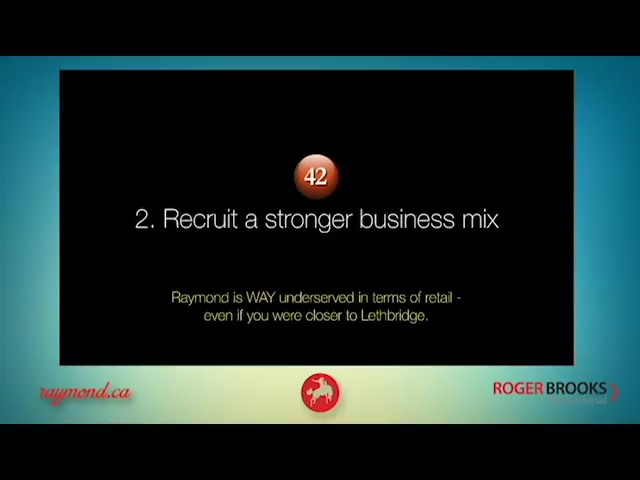 42
2. Recruit a stronger business mix
Raymond is WAY underserved in terms of retail -
even if you were closer to Lethbridge.
raymond.ca
ROGER BROOKS